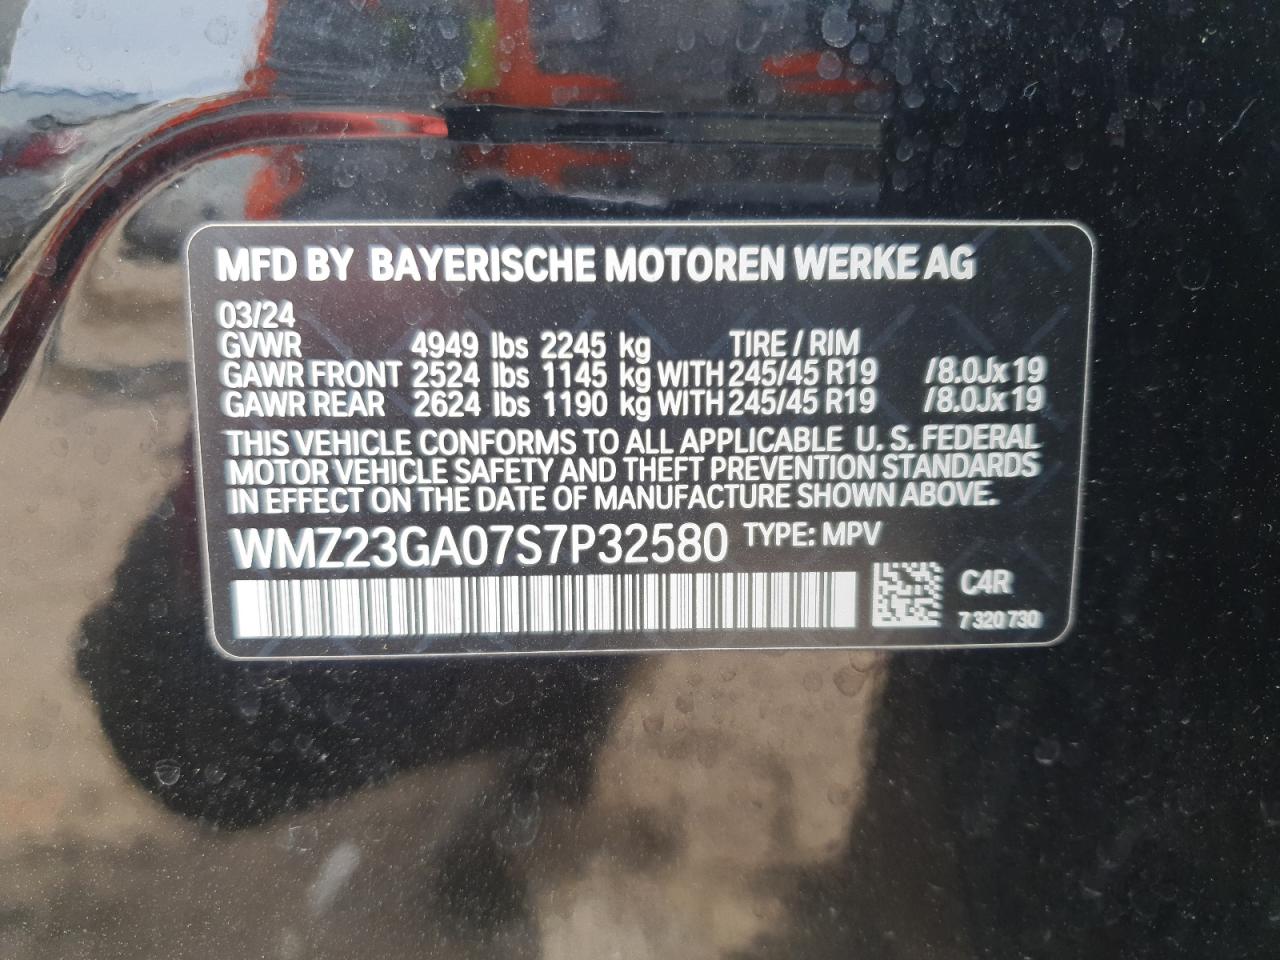 MFD BY BAYERISCHE MOTOREN WERKE AG
03/24
GVWR 4949 lbs 2245 kg TIRE / RIM
GAWR FRONT 2524 lbs 1145 kg WITH 245/45 R19 /8.0Jx19
GAWR REAR 2624 lbs 1190 kg WITH 245/45 R19 /8.0Jx19
THIS VEHICLE CONFORMS TO ALL APPLICABLE U. S. FEDERAL
MOTOR VEHICLE SAFETY AND THEFT PREVENTION STANDARDS
IN EFFECT ON THE DATE OF MANUFACTURE SHOWN ABOVE.
WMZ23GA07S7P32580 TYPE: MPV
C4R
7 320 730